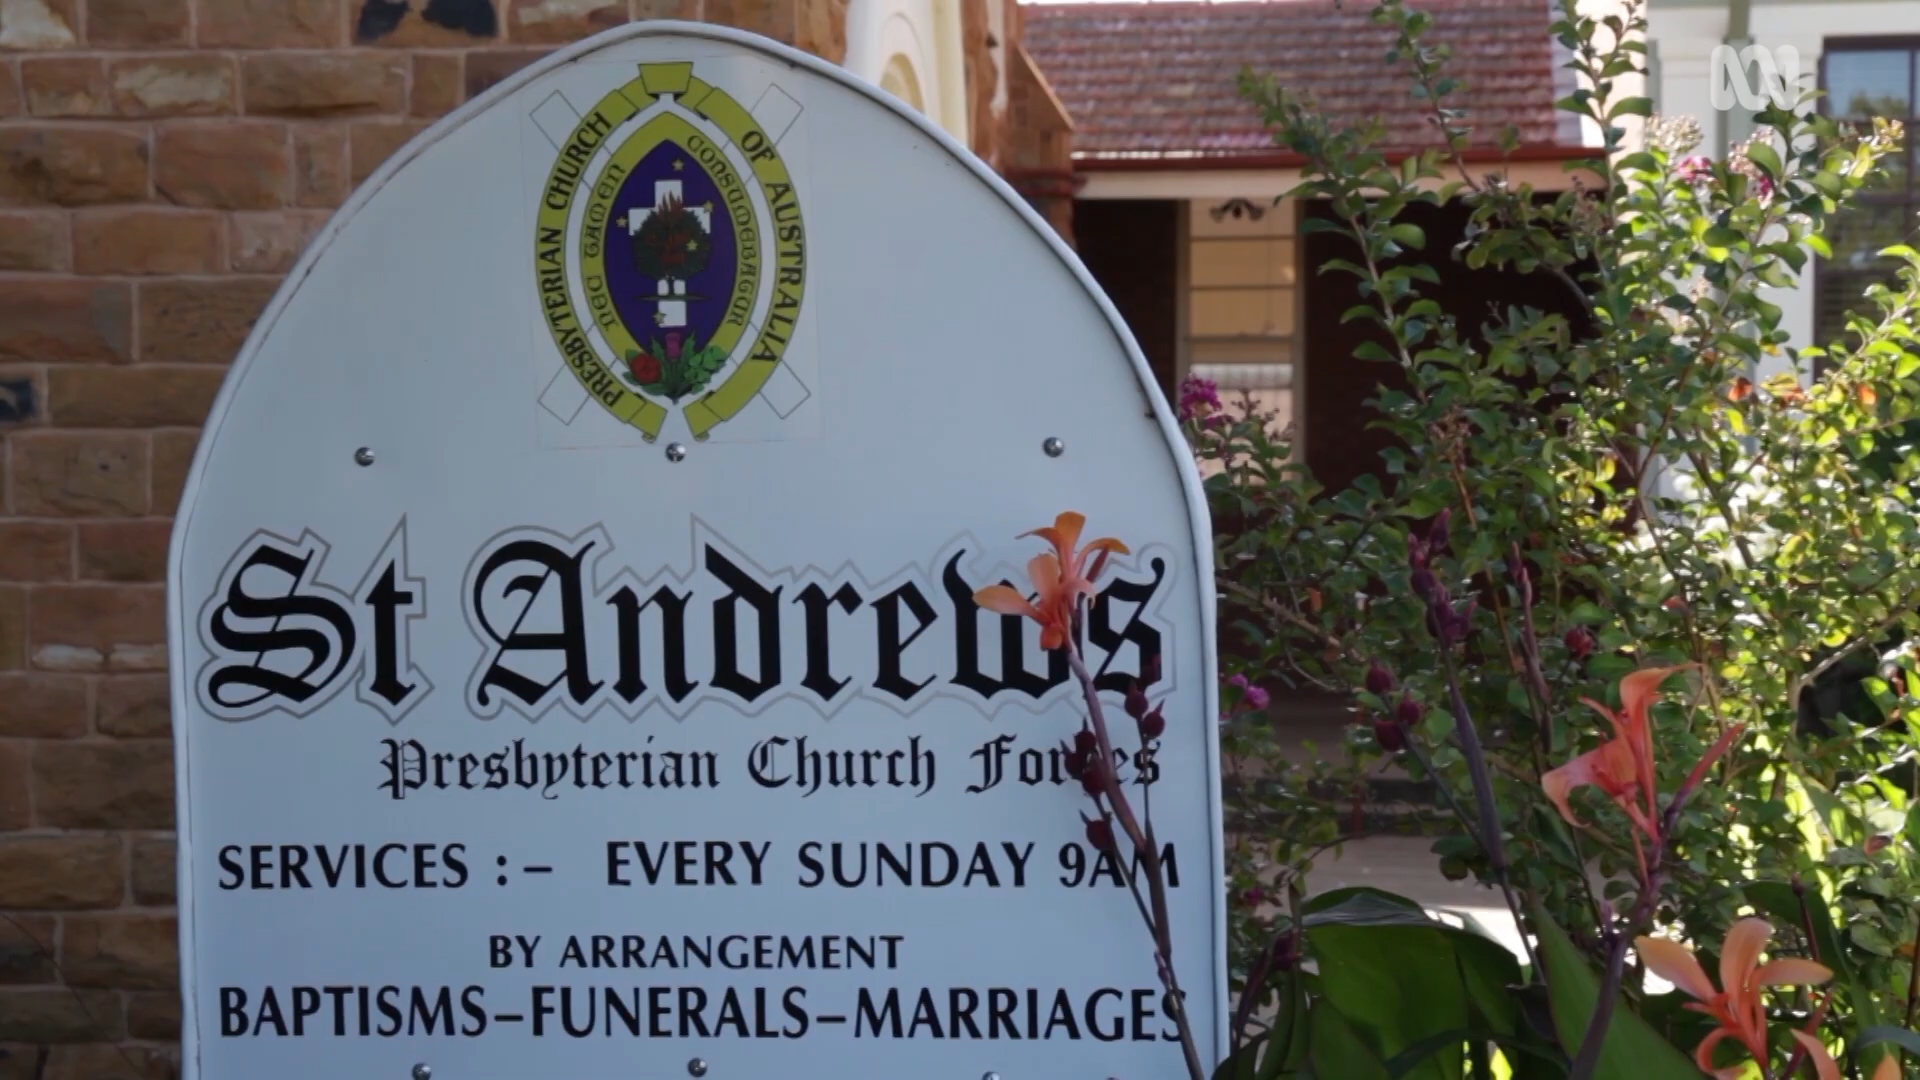 PRESBYTERIAN CHURCH OF AUSTRALIA
NEC TAMEN CONSUMEBATUR
St Andrews
Presbyterian Church Forbes
SERVICES :– EVERY SUNDAY 9AM
BY ARRANGEMENT
BAPTISMS–FUNERALS–MARRIAGES